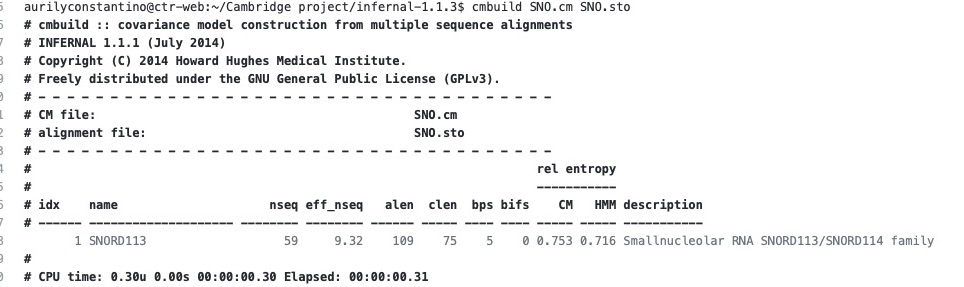 aurilyconstantino@ctr-web:~/Cambridge project/infernal-1.1.3$ cmbuild SNO.cm SNO.sto
# cmbuild :: covariance model construction from multiple sequence alignments
# INFERNAL 1.1.1 (July 2014)
# Copyright (C) 2014 Howard Hughes Medical Institute.
# Freely distributed under the GNU General Public License (GPLv3).
# - - - - - - - - - - - - - - - - - - - - - - - - - - - - - - - - - - - -
# CM file: SNO.cm
# alignment file: SNO.sto
# - - - - - - - - - - - - - - - - - - - - - - - - - - - - - - - - - - - -
# rel entropy
# -----------
# idx name nseq eff_nseq alen clen bps bifs CM HMM description
# ------ -------------------- -------- -------- ------ ----- ---- ---- ----- ----- -----------
1 SNORD113 59 9.32 109 75 5 0 0.753 0.716 Smallnucleolar RNA SNORD113/SNORD114 family
#
# CPU time: 0.30u 0.00s 00:00:00.30 Elapsed: 00:00:00.31